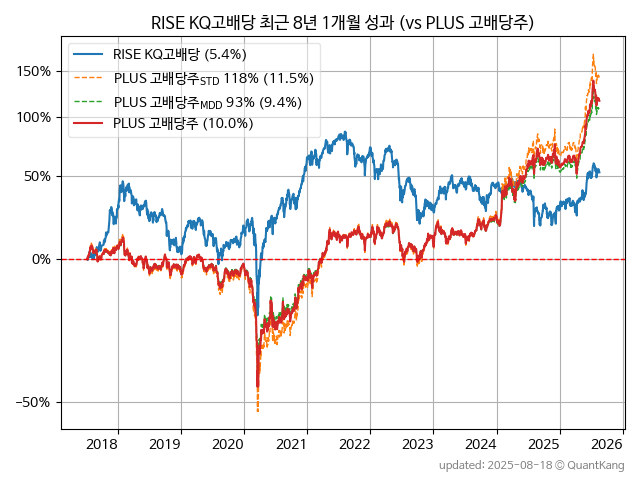 RISE KQ고배당 최근 8년 1개월 성과 (vs PLUS 고배당주)
RISE KQ고배당 (5.4%)
PLUS 고배당주STD 118% (11.5%)
PLUS 고배당주MDD 93% (9.4%)
PLUS 고배당주 (10.0%)
150%
100%
50%
0%
−50%
2018 2019 2020 2021 2022 2023 2024 2025 2026
updated: 2025-08-18 © QuantKang